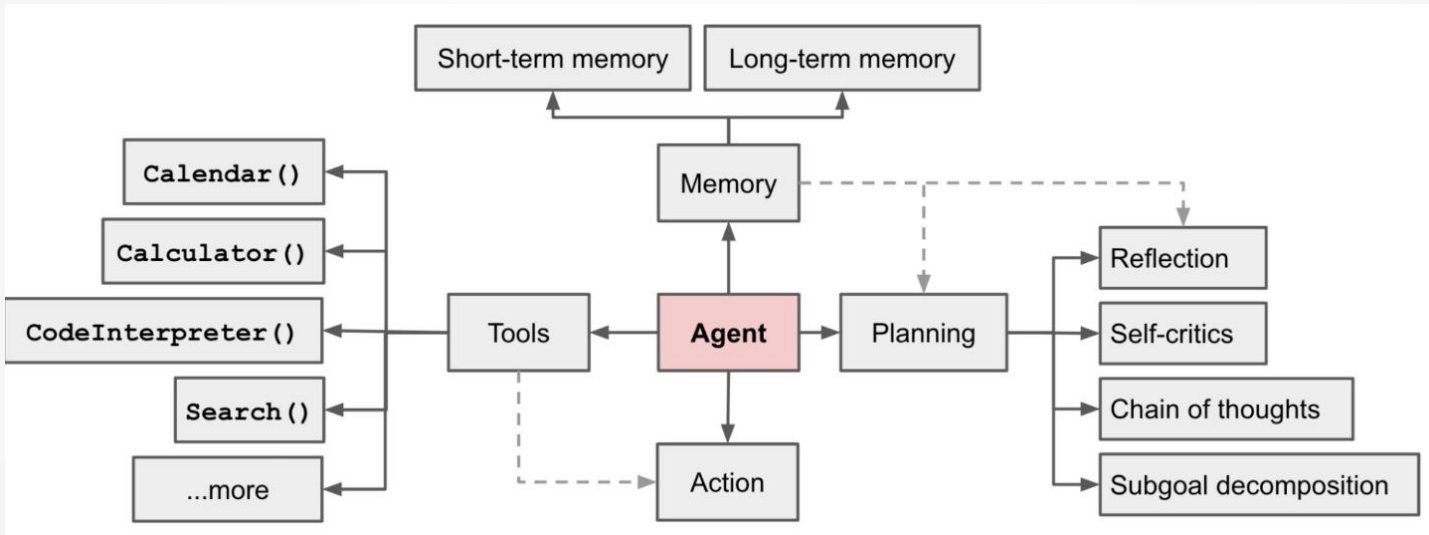 Short-term memory
Long-term memory
Calendar()
Memory
Calculator()
Reflection
CodeInterpreter()
Tools
Agent
Planning
Self-critics
Search()
Chain of thoughts
...more
Action
Subgoal decomposition